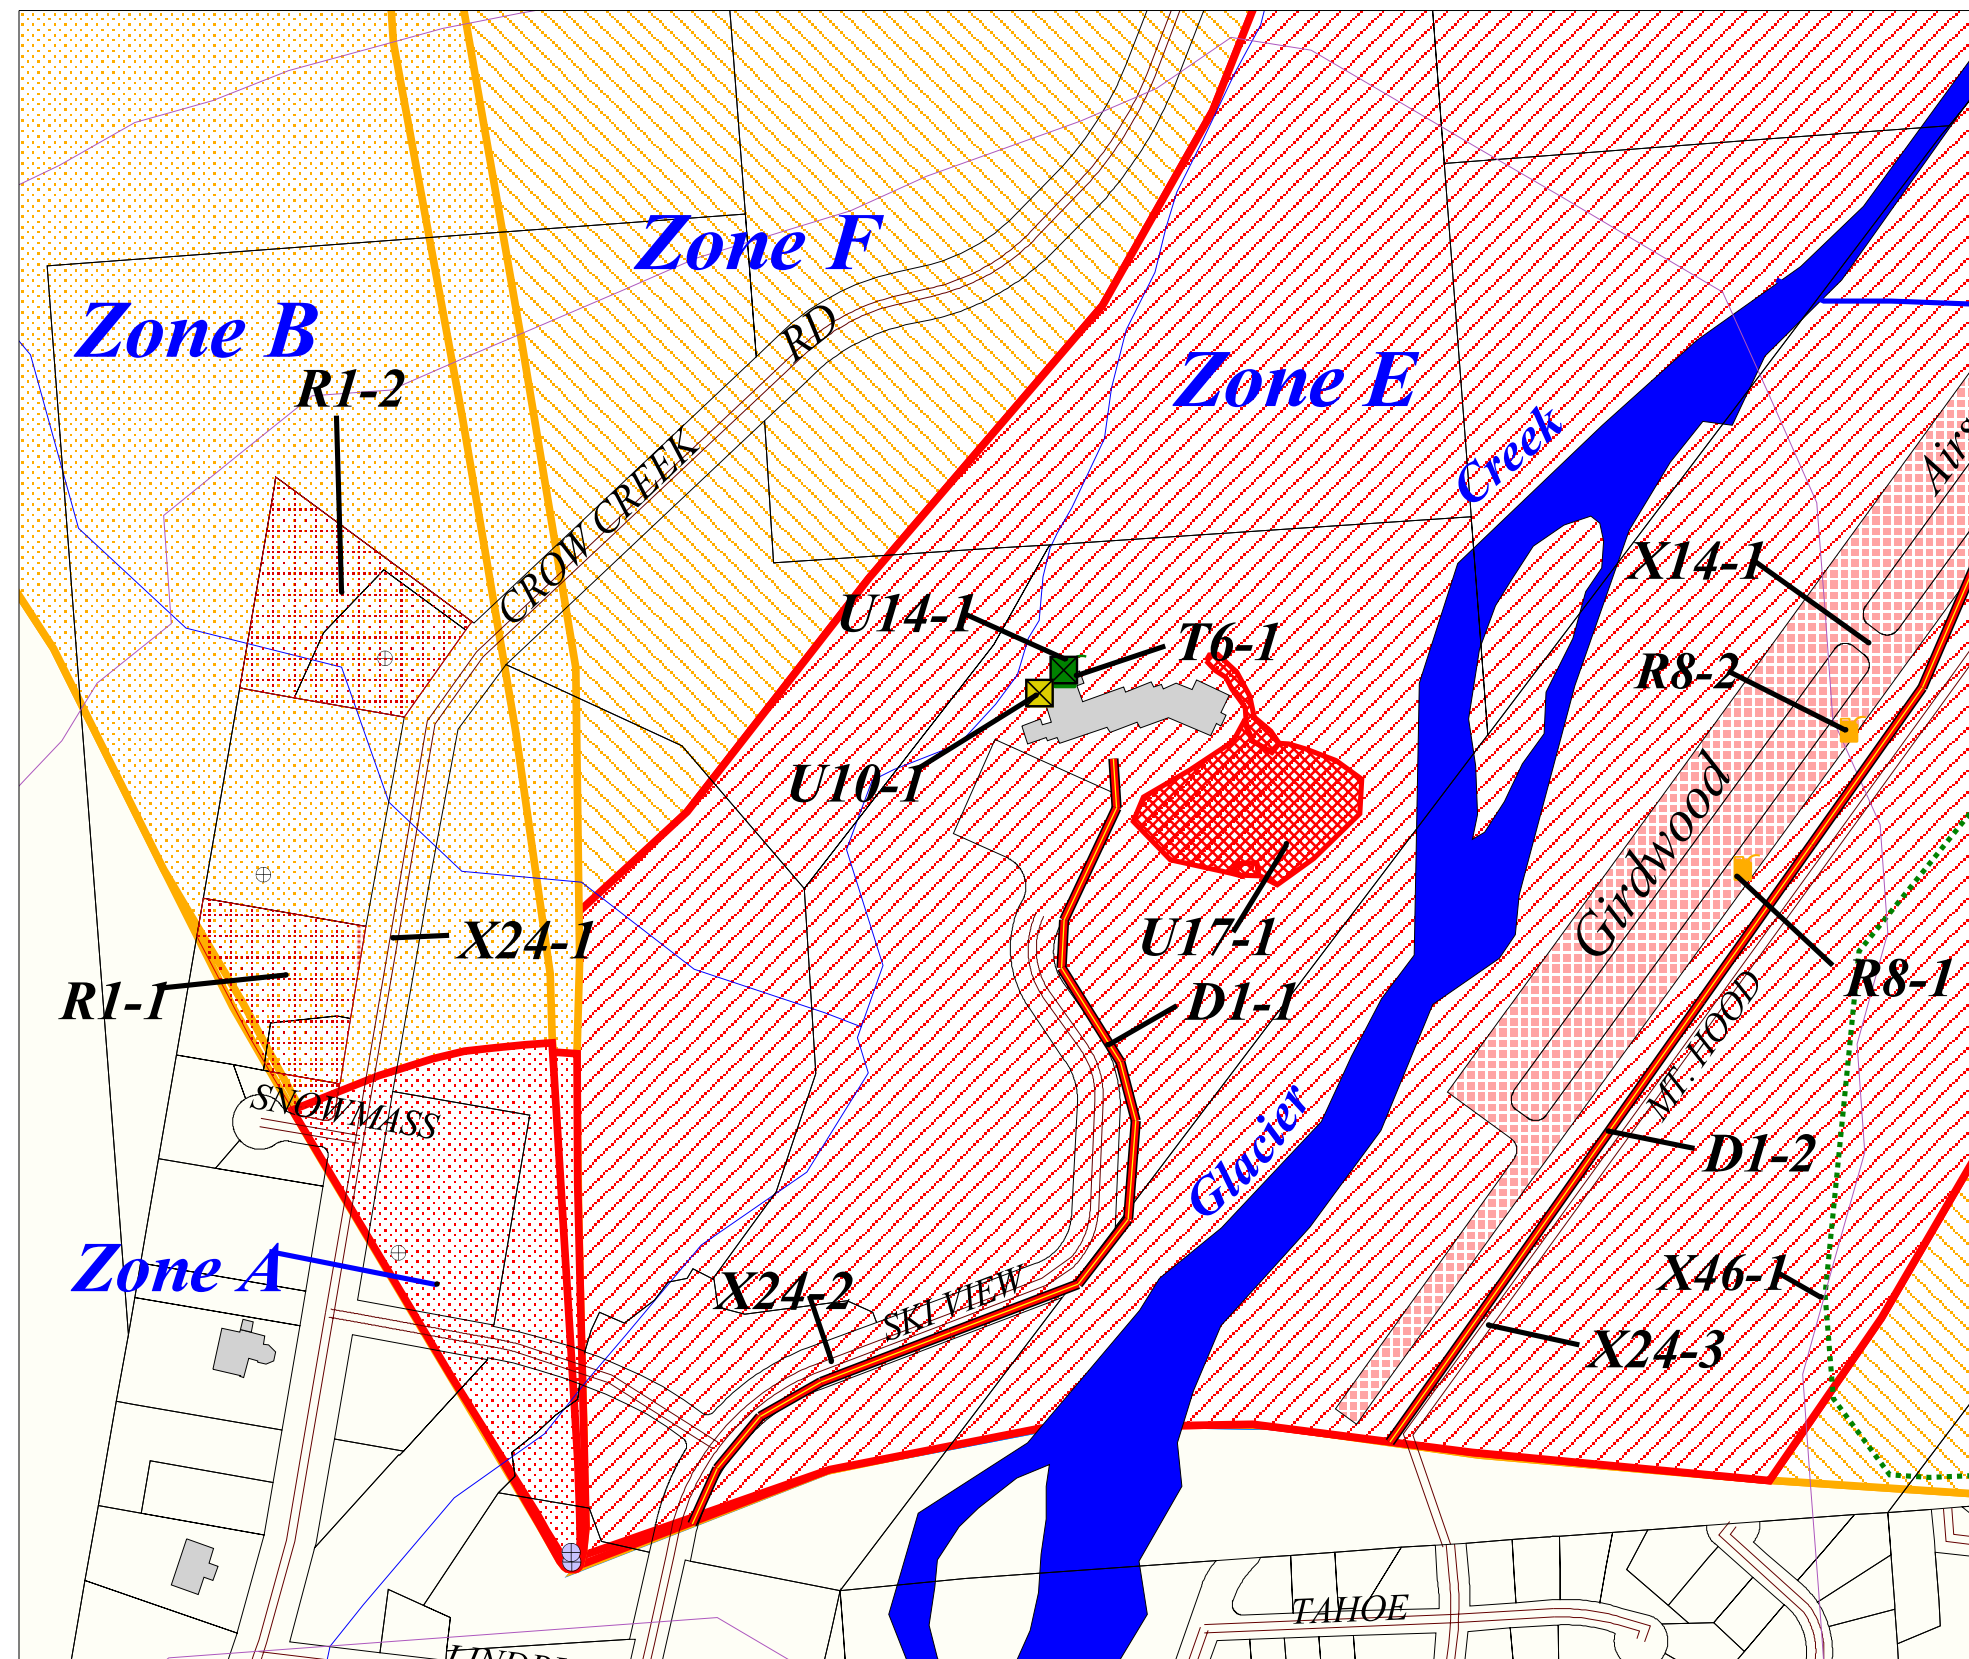 Zone F
Zone B
RD
Zone E
R1-2
Creek
CROW CREEK
X14-1
U14-1
T6-1
R8-2
U10-1
Girdwood
X24-1
U17-1
R8-1
R1-1
D1-1
MT. HOOD
SNOWMASS
Glacier
D1-2
Zone A
X24-2
SKI VIEW
X46-1
X24-3
TAHOE